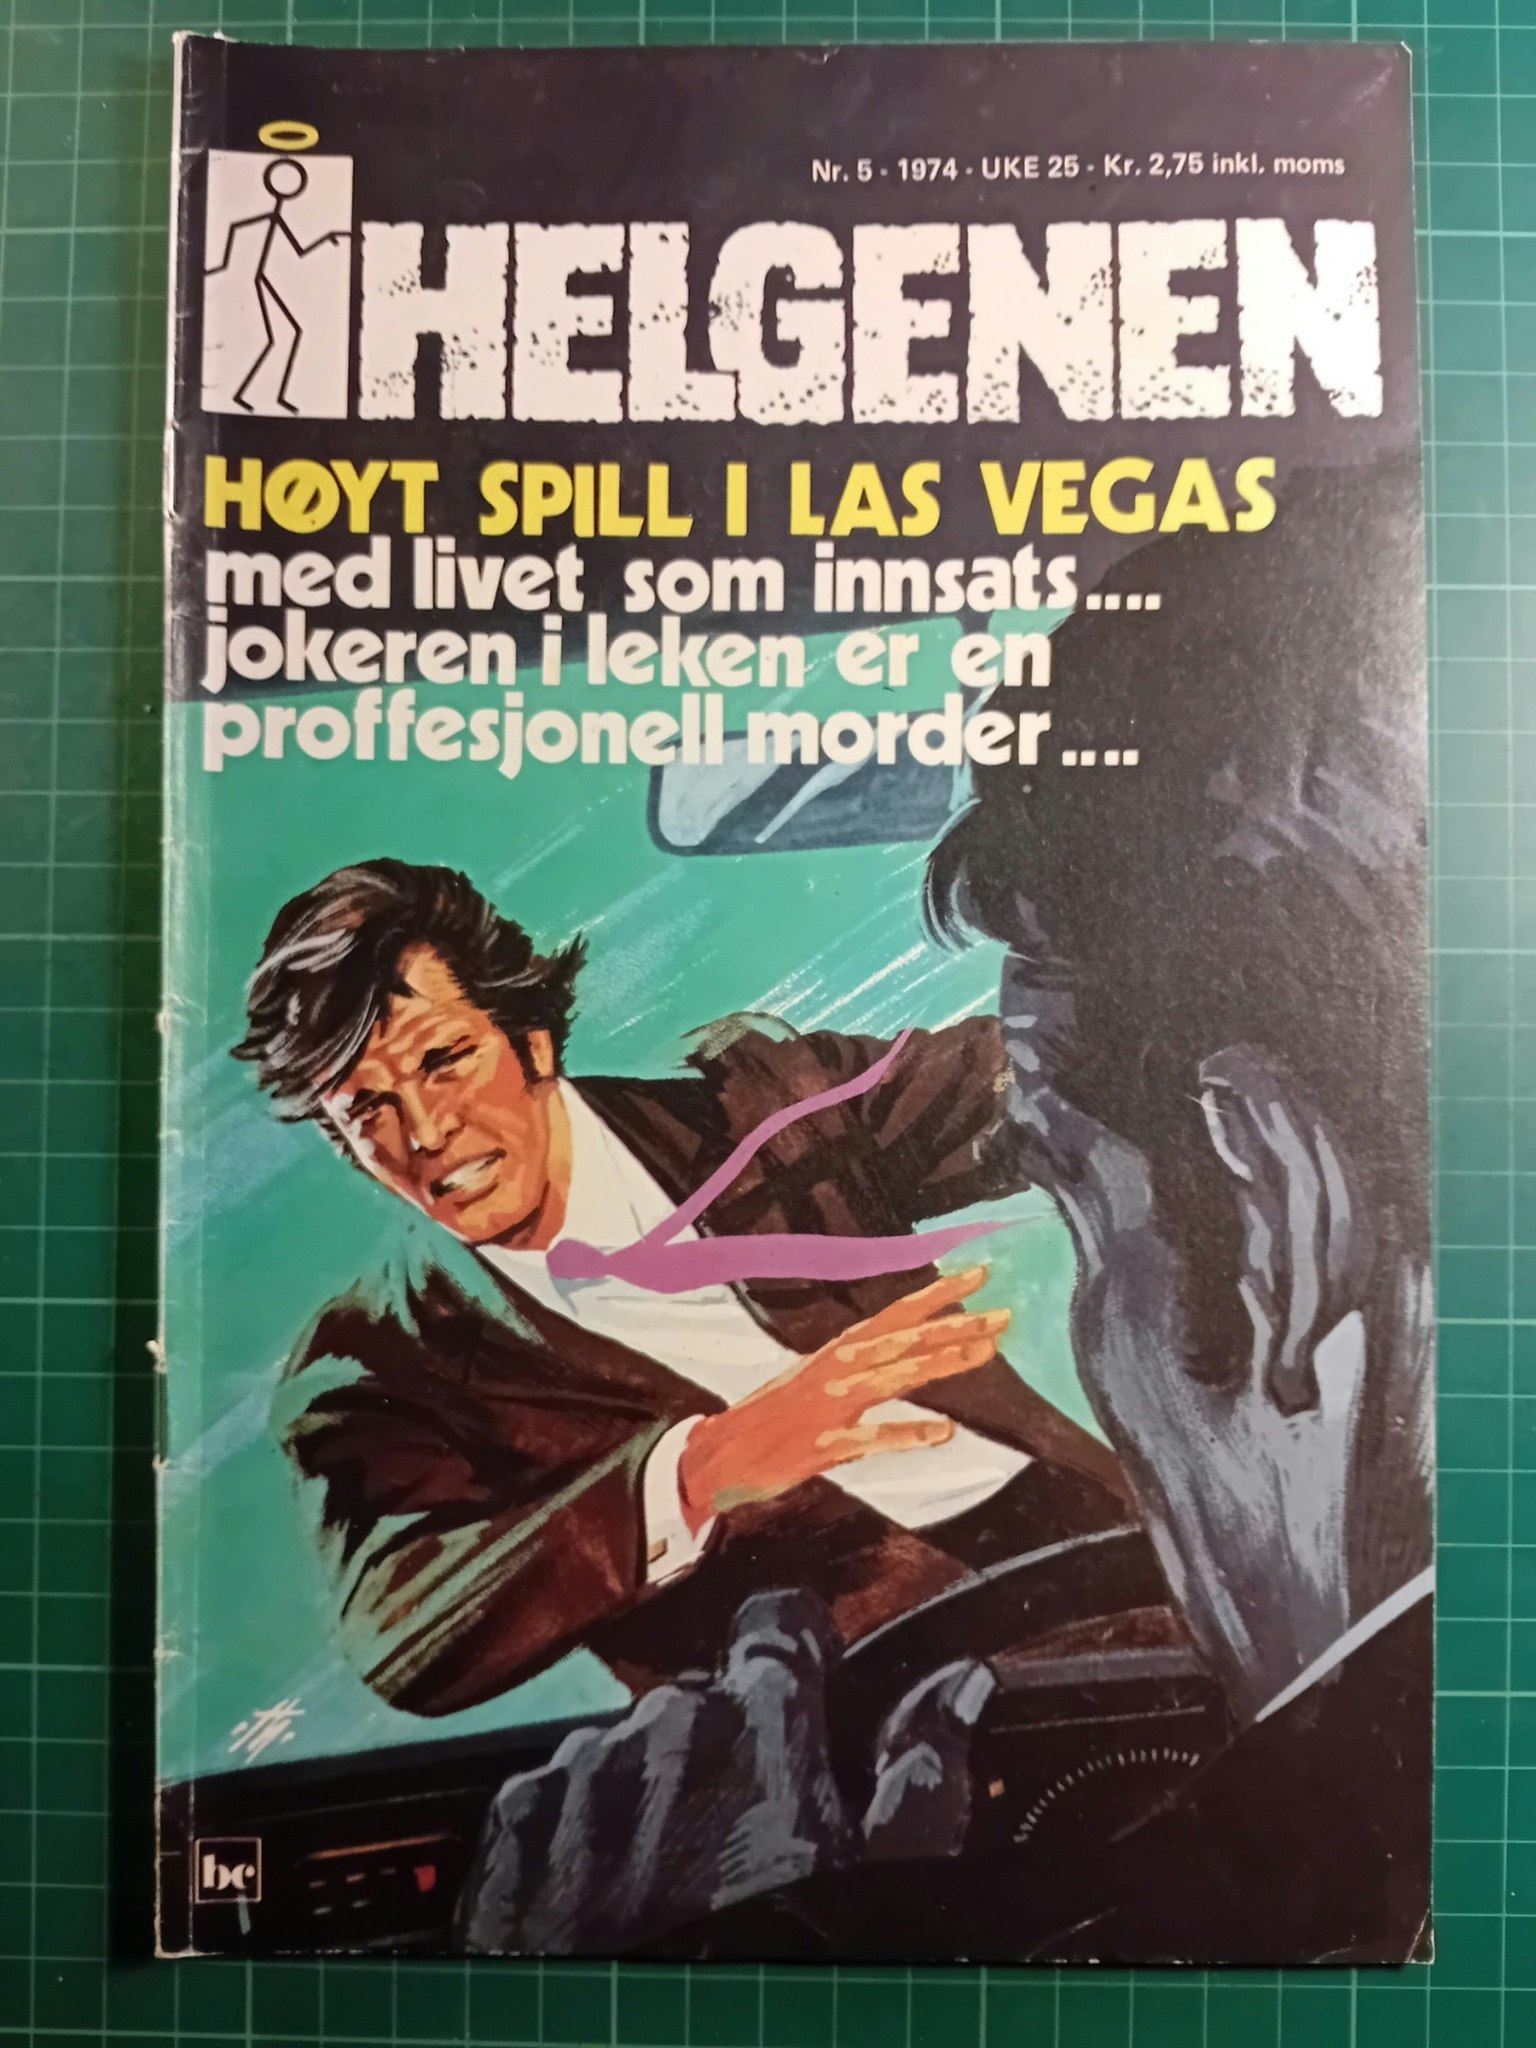 Nr. 5 - 1974 - UKE 25 - Kr. 2,75 inkl. moms
HELGENEN
HØYT SPILL I LAS VEGAS
med livet som innsats....
jokeren i leken er en
proffesjonell morder....
hc